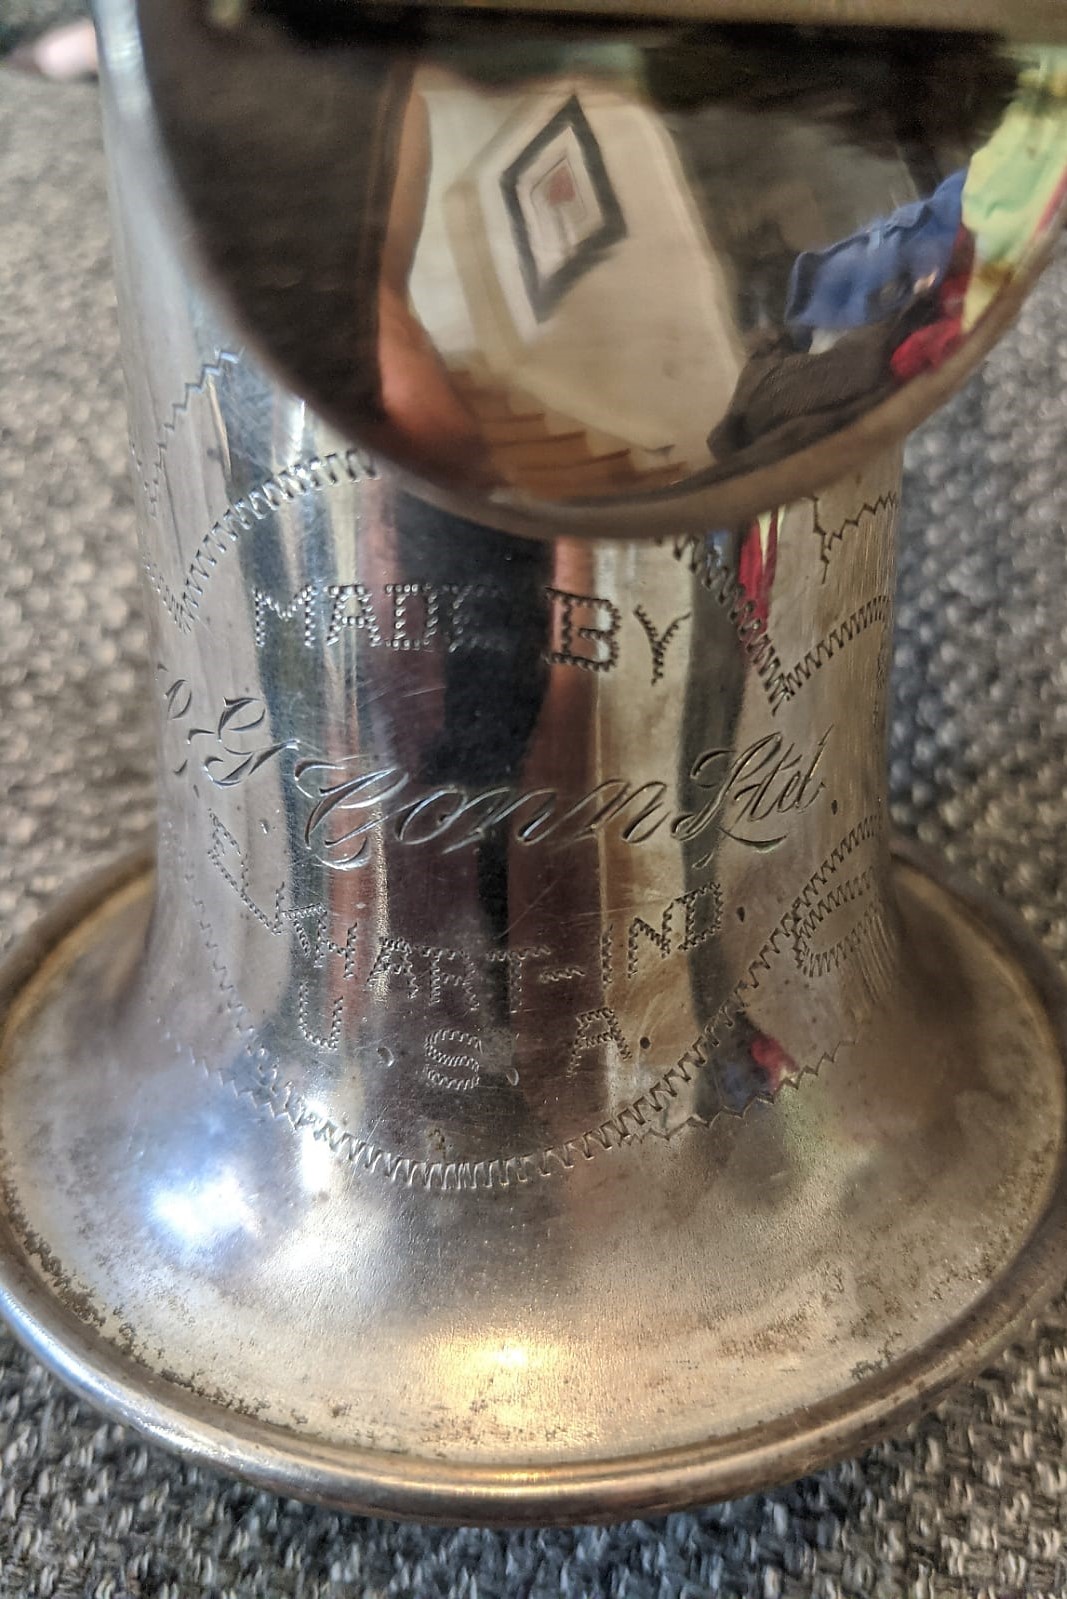 MADE BY
C. G. Conn Ltd.
ELKHART-IND.
U.S.A.